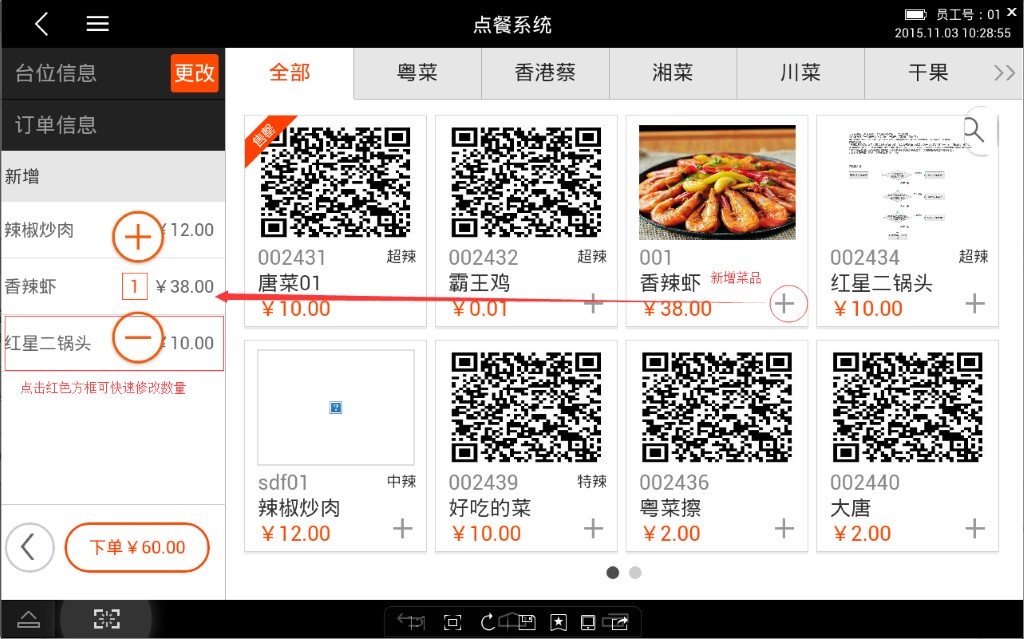 点餐系统
员工号：01
2015.11.03 10:28:55
台位信息
更改
订单信息
新增
辣椒炒肉
¥12.00
香辣虾
1
¥38.00
红星二锅头
10.00
点击红色方框可快速修改数量
下单¥60.00
全部
粤菜
香港蔡
湘菜
川菜
干果
售罄
002431
超辣
唐菜01
¥10.00
002432
超辣
霸王鸡
¥0.01
001
香辣虾
新增菜品
¥38.00
002434
超辣
红星二锅头
¥10.00
sdf01
中辣
辣椒炒肉
¥12.00
002439
特辣
好吃的菜
¥10.00
002436
粤菜擦
¥2.00
002440
大唐
¥2.00